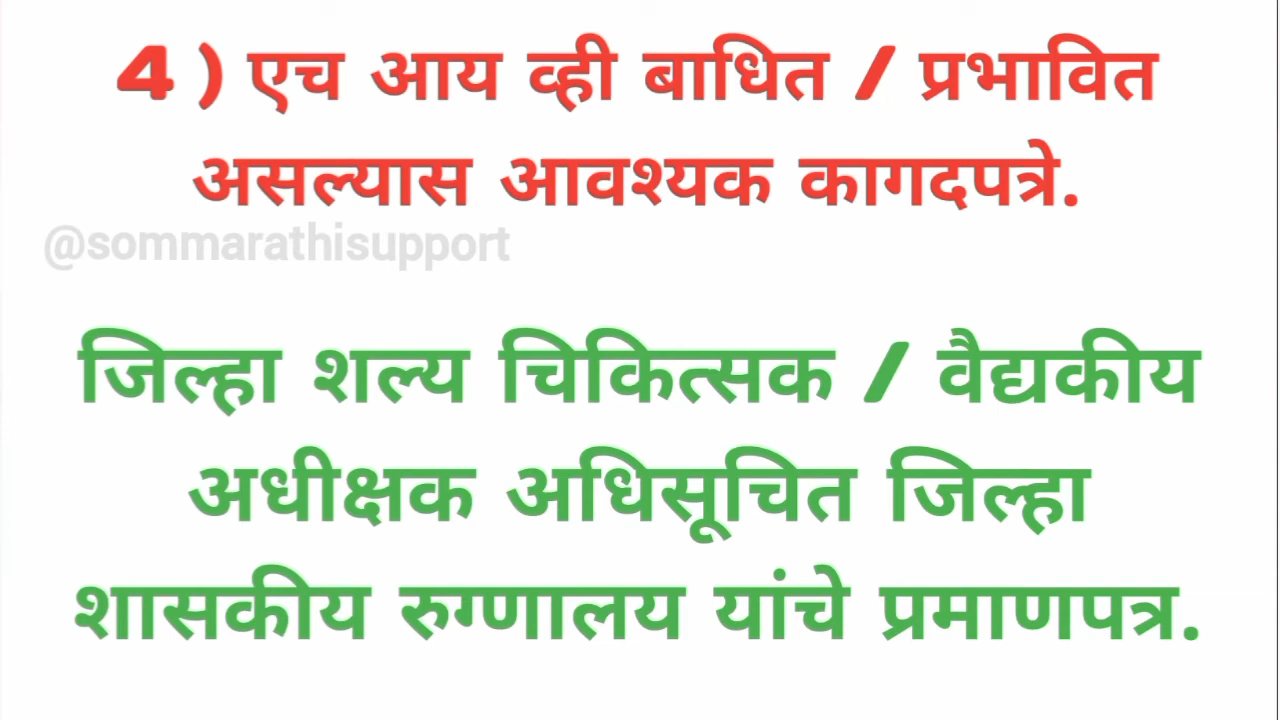 4 ) एच आय व्ही बाधित / प्रभावित
असल्यास आवश्यक कागदपत्रे.
@sommarathisupport
जिल्हा शल्य चिकित्सक / वैद्यकीय
अधीक्षक अधिसूचित जिल्हा
शासकीय रुग्णालय यांचे प्रमाणपत्र.